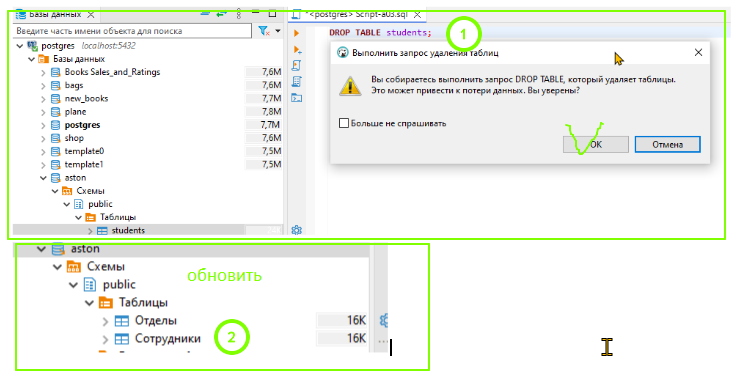 Базы данных
*<postgres> Script-a03.sql
Введите часть имени объекта для поиска
postgres localhost:5432
Базы данных
Books Sales_and_Ratings 7,6M
bags 7,6M
new_books 7,7M
plane 7,8M
postgres 7,7M
shop 7,6M
template0 7,5M
template1 7,5M
aston
Схемы
public
Таблицы
students
DROP TABLE students;
1
Выполнить запрос удаления таблиц
Вы собираетесь выполнить запрос DROP TABLE, который удаляет таблицы.
Это может привести к потери данных. Вы уверены?
Больше не спрашивать
ОК
Отмена
aston
Схемы
обновить
public
Таблицы
Отделы 16K
Сотрудники 16K
2